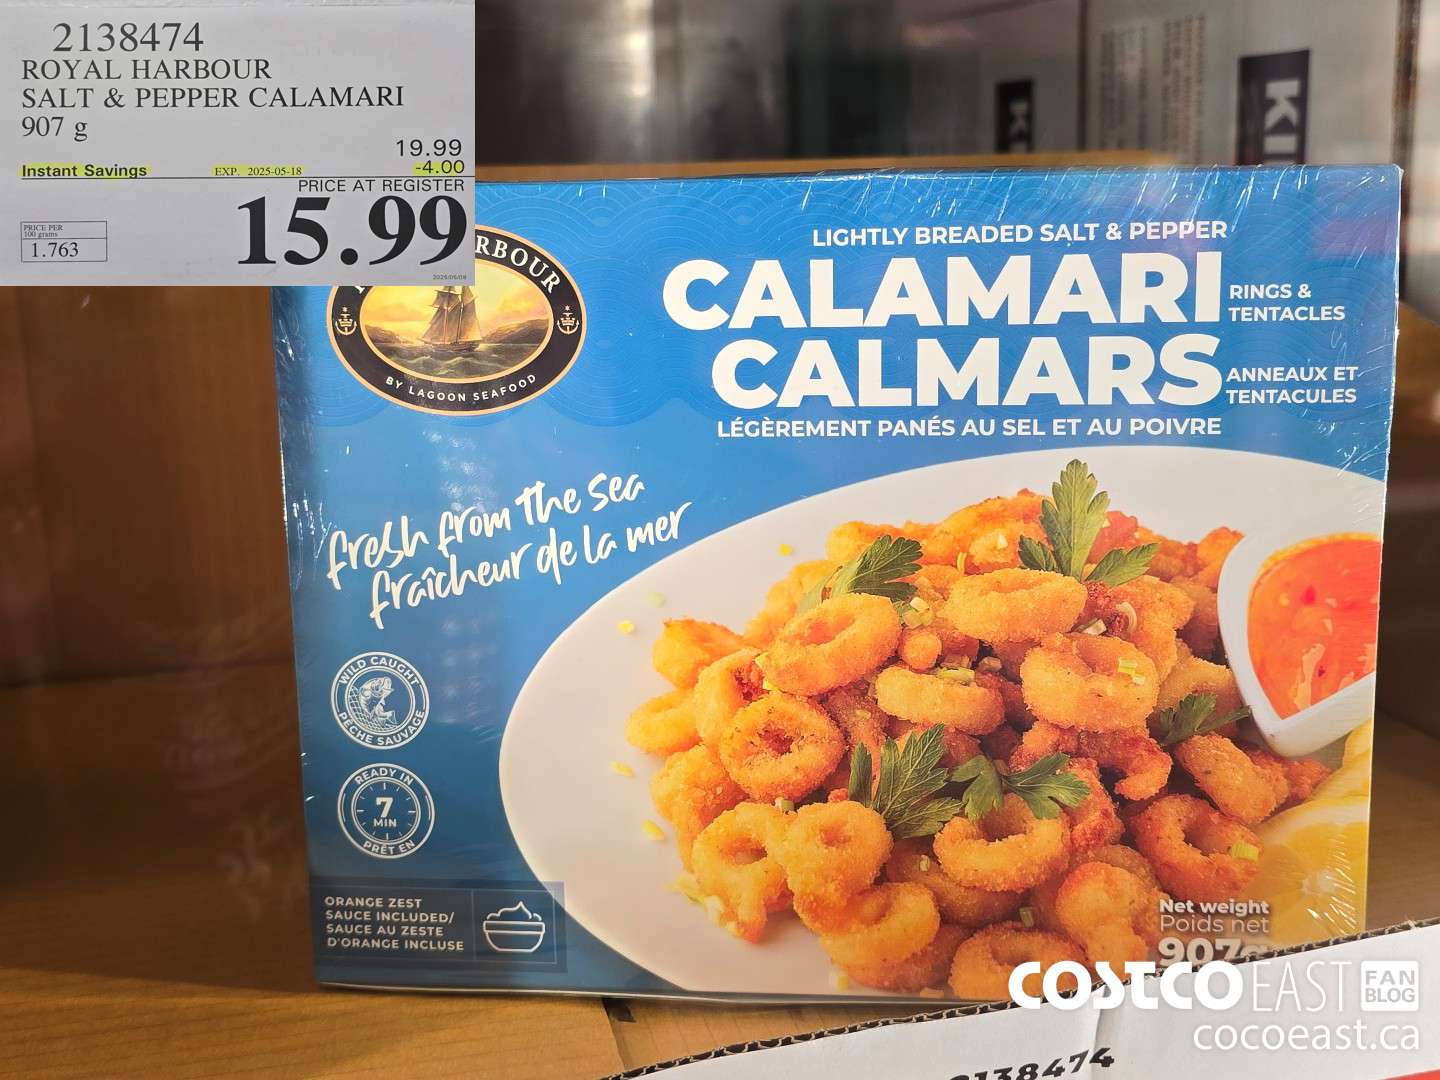 2138474
ROYAL HARBOUR
SALT & PEPPER CALAMARI
907 g
19.99
Instant Savings EXP. 2025-05-18 -4.00
PRICE AT REGISTER
15.99
PRICE PER
100 grams
1.763
RBOUR
BY LAGOON SEAFOOD
LIGHTLY BREADED SALT & PEPPER
CALAMARI RINGS &
TENTACLES
CALMARS ANNEAUX ET
TENTACULES
LÉGÈREMENT PANÉS AU SEL ET AU POIVRE
fresh from the sea
fraîcheur de la mer
WILD CAUGHT
PÊCHE SAUVAGE
READY IN
7
MIN
PRÊT EN
ORANGE ZEST
SAUCE INCLUDED/
SAUCE AU ZESTE
D'ORANGE INCLUSE
Net weight
Poids net
907g
COSTCO EAST FAN
BLOG
cocoeast.ca
2138474
K
KI